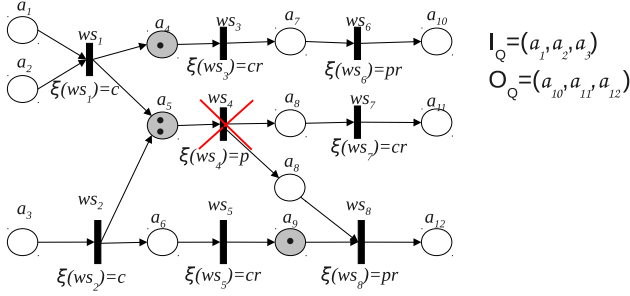 a1
ws1
a4
ws3
a7
ws6
a10
IQ=(a1,a2,a3)
a2
ξ(ws3)=cr
ξ(ws6)=pr
OQ=(a10,a11,a12)
ξ(ws1)=c
a5
ws4
a8
ws7
a11
ξ(ws4)=p
ξ(ws7)=cr
a8
a3
ws2
a6
ws5
a9
ws8
a12
ξ(ws2)=c
ξ(ws5)=cr
ξ(ws8)=pr